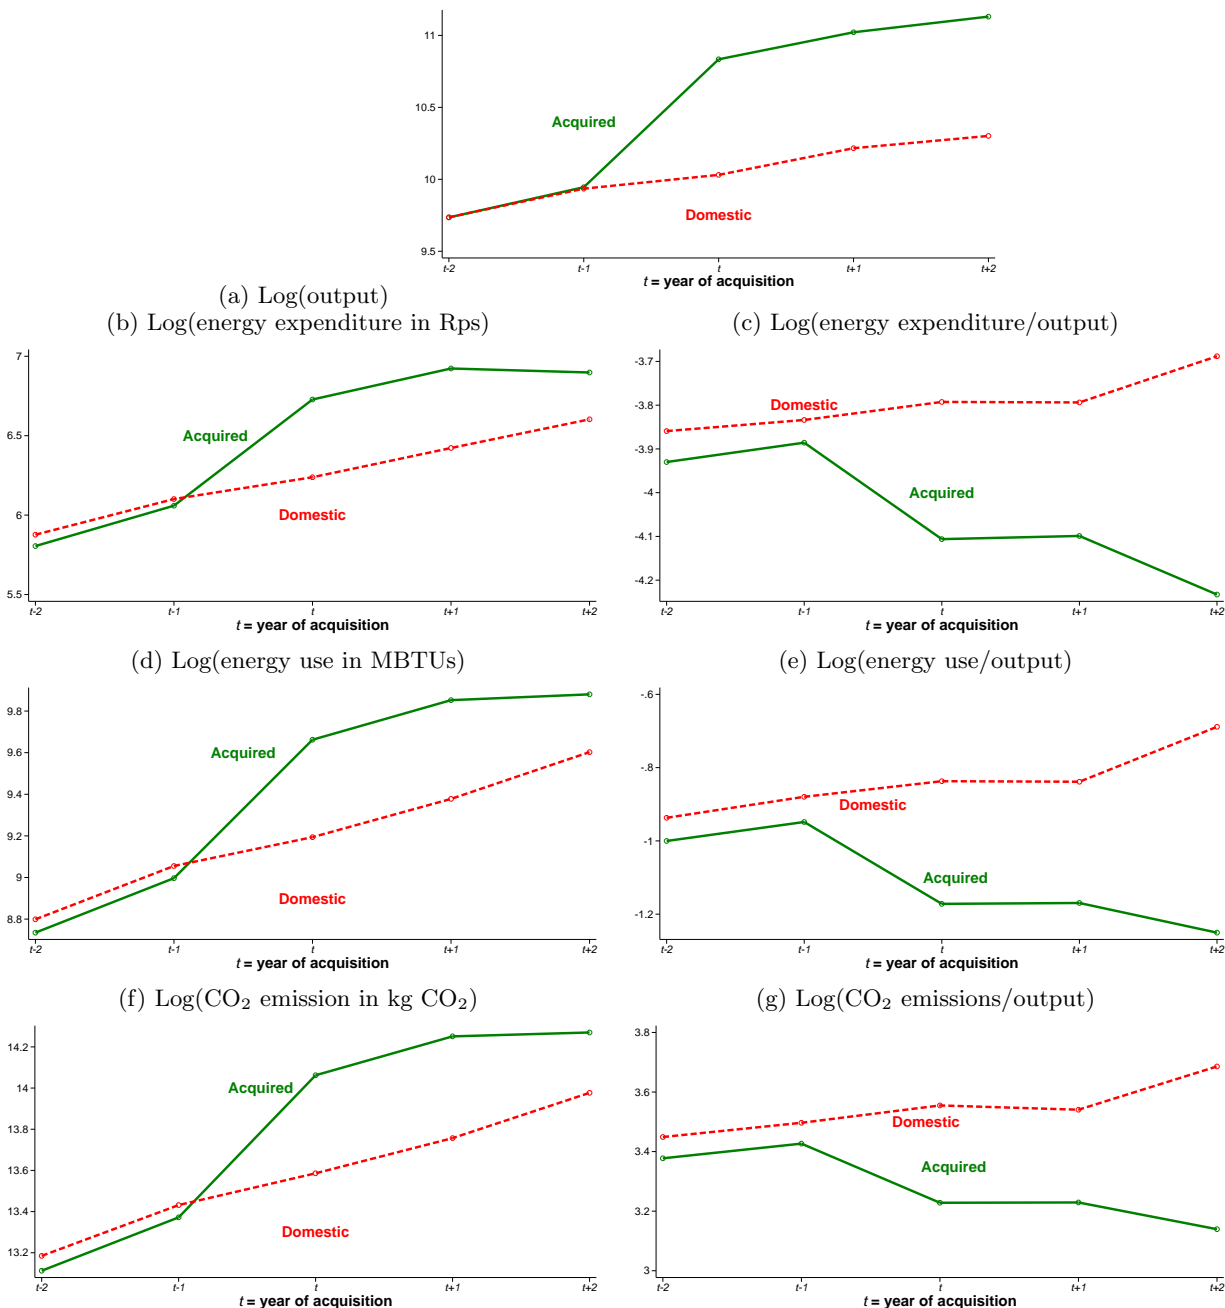 11
10.5
Acquired
10
Domestic
9.5
t-2 t-1 t t+1 t+2
t = year of acquisition
(a) Log(output)
(b) Log(energy expenditure in Rps)
7
6.5
Acquired
6
Domestic
5.5
t-2 t-1 t t+1 t+2
t = year of acquisition
(c) Log(energy expenditure/output)
-3.7
-3.8
Domestic
-3.9
-4
Acquired
-4.1
-4.2
t-2 t-1 t t+1 t+2
t = year of acquisition
(d) Log(energy use in MBTUs)
9.8
Acquired
9.6
9.4
9.2
9
Domestic
8.8
t-2 t-1 t t+1 t+2
t = year of acquisition
(e) Log(energy use/output)
-.6
-.8
Domestic
-1
Acquired
-1.2
t-2 t-1 t t+1 t+2
t = year of acquisition
(f) Log(CO₂ emission in kg CO₂)
14.2
Acquired
14
13.8
13.6
13.4
Domestic
13.2
t-2 t-1 t t+1 t+2
t = year of acquisition
(g) Log(CO₂ emissions/output)
3.8
3.6
Domestic
3.4
Acquired
3.2
3
t-2 t-1 t t+1 t+2
t = year of acquisition